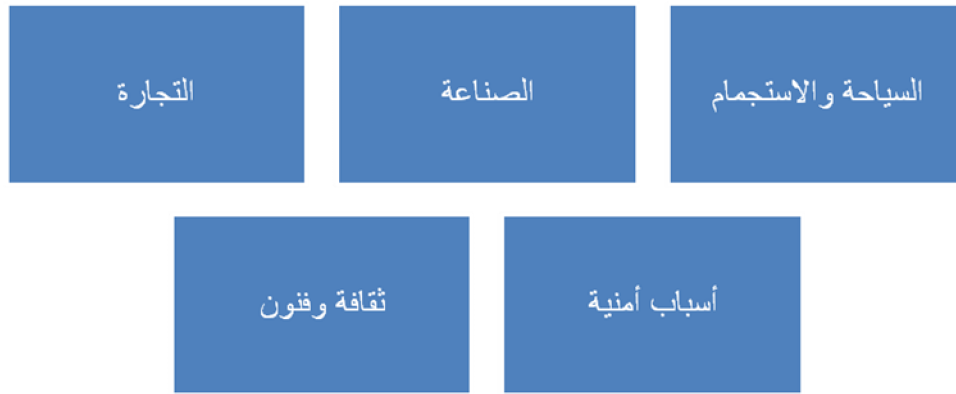 السياحة والاستجمام
الصناعة
التجارة
أسباب أمنية
ثقافة وفنون